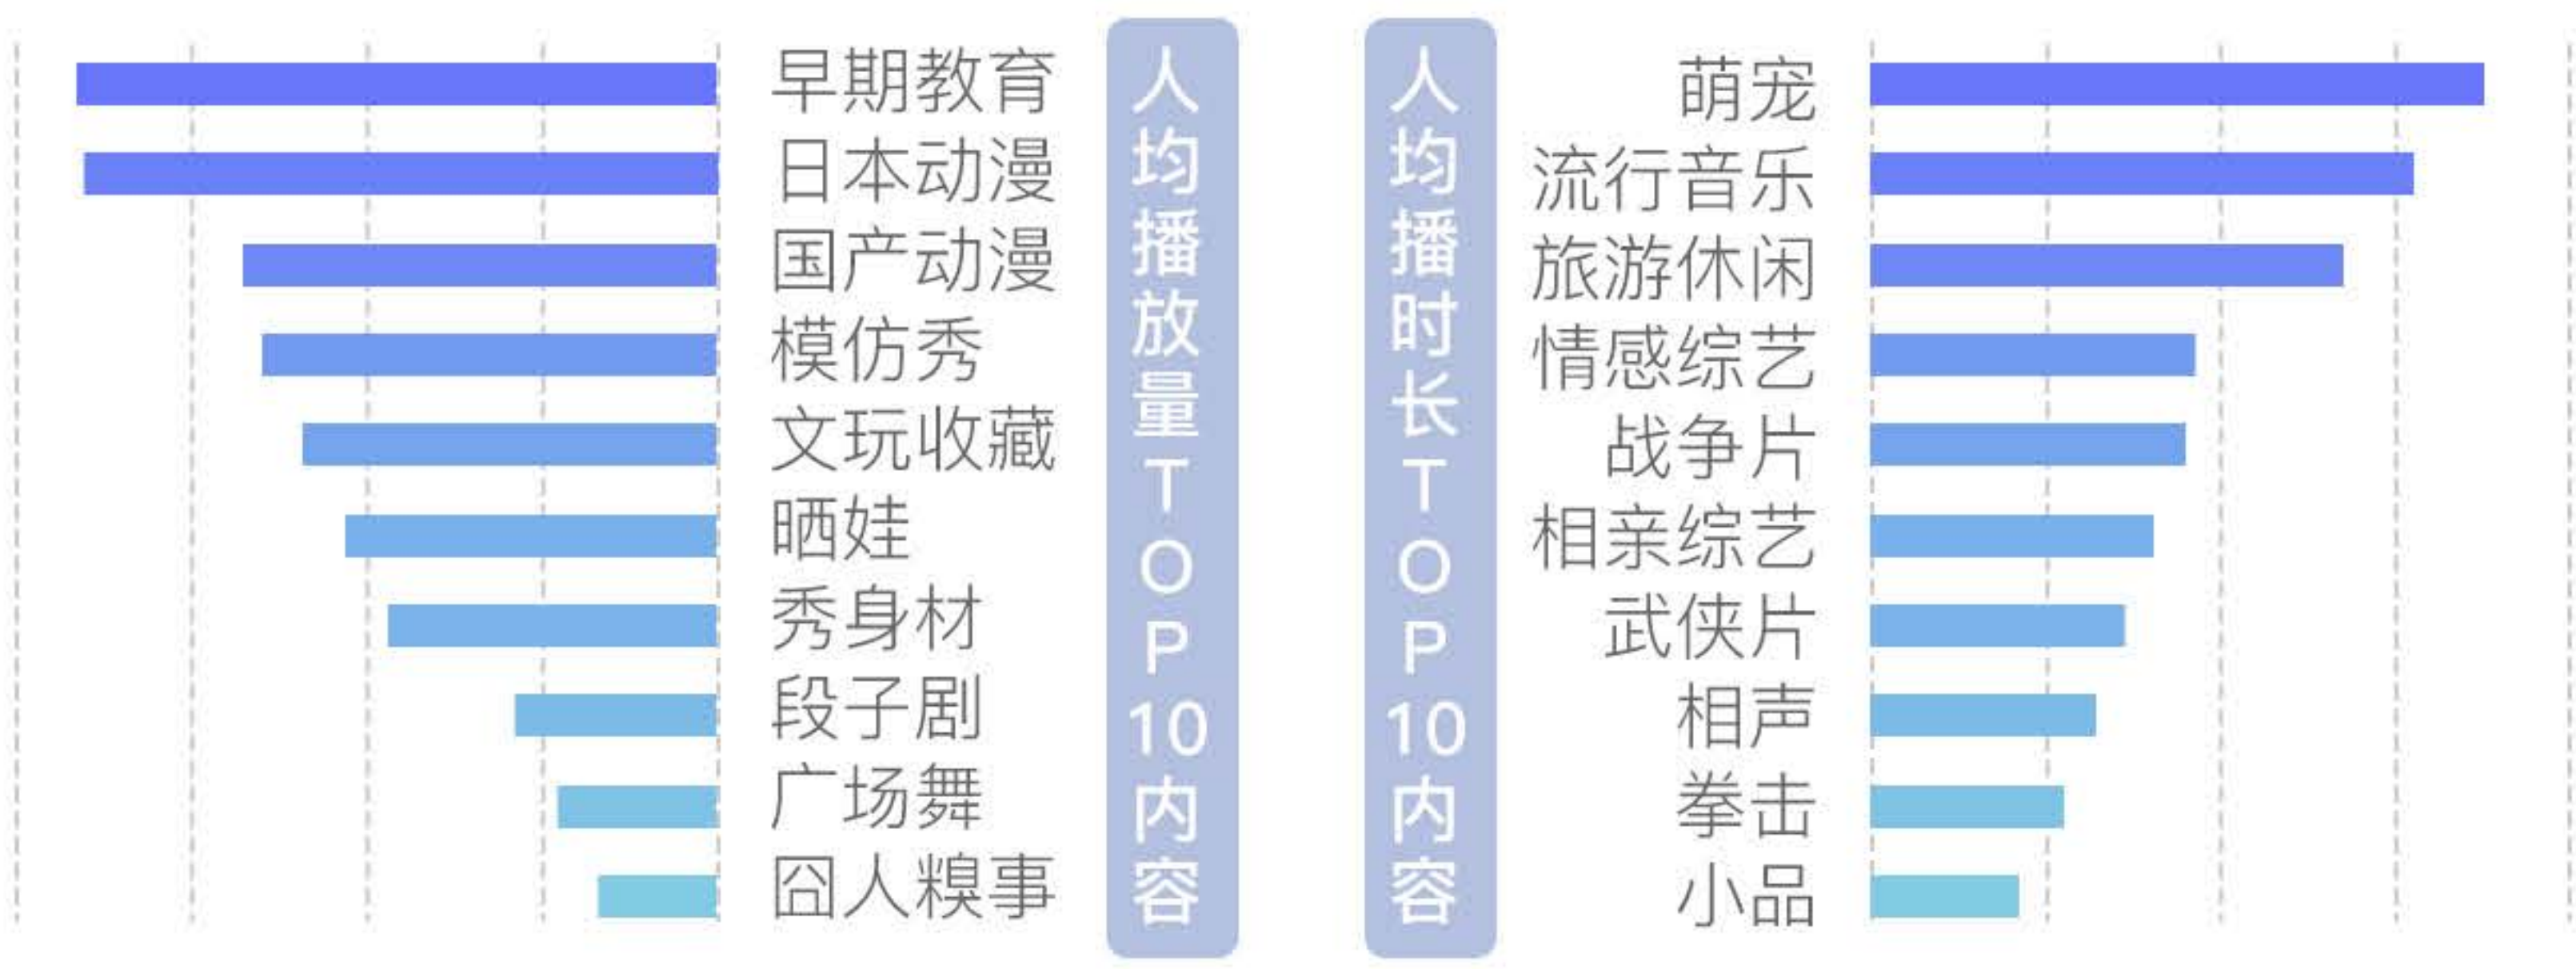 早期教育
日本动漫
国产动漫
模仿秀
文玩收藏
晒娃
秀身材
段子剧
广场舞
囧人糗事
人均播放量TOP10内容
人均播时长TOP10内容
萌宠
流行音乐
旅游休闲
情感综艺
战争片
相亲综艺
武侠片
相声
拳击
小品